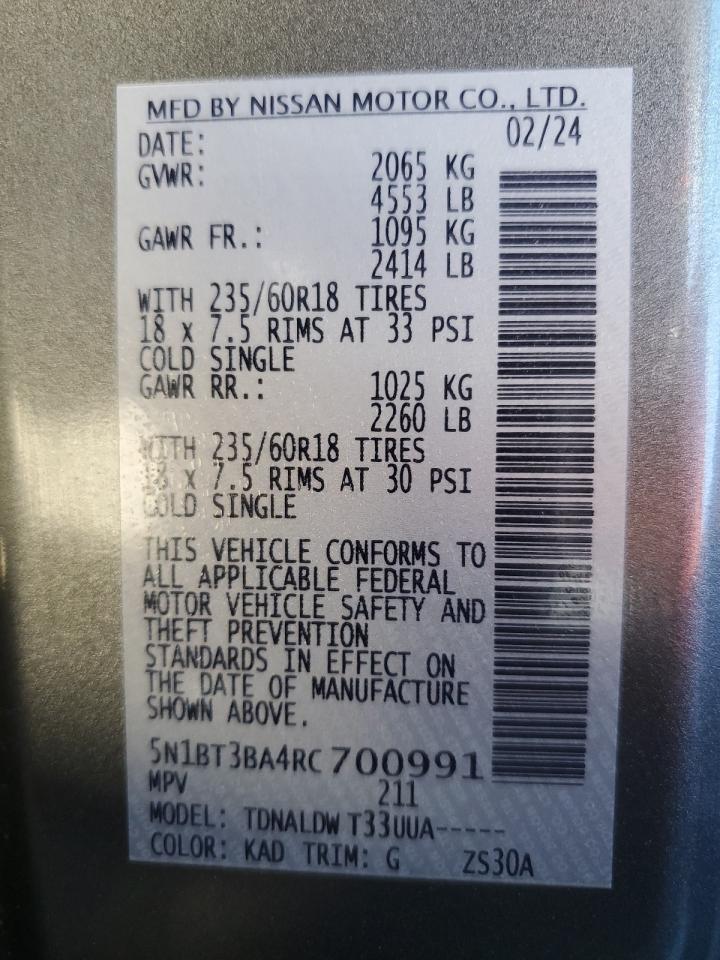 MFD BY NISSAN MOTOR CO., LTD.
DATE: 02/24
GVWR: 2065 KG
4553 LB
GAWR FR.: 1095 KG
2414 LB
WITH 235/60R18 TIRES
18 x 7.5 RIMS AT 33 PSI
COLD SINGLE
GAWR RR.: 1025 KG
2260 LB
WITH 235/60R18 TIRES
18 x 7.5 RIMS AT 30 PSI
COLD SINGLE
THIS VEHICLE CONFORMS TO
ALL APPLICABLE FEDERAL
MOTOR VEHICLE SAFETY AND
THEFT PREVENTION
STANDARDS IN EFFECT ON
THE DATE OF MANUFACTURE
SHOWN ABOVE.
5N1BT3BA4RC700991
MPV 211
MODEL: TDNALDW T33UUA-----
COLOR: KAD TRIM: G ZS30A